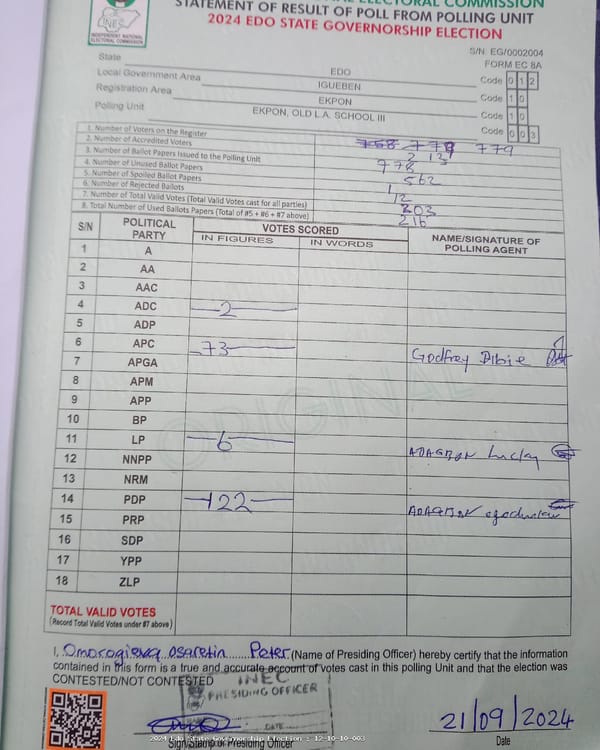 ELECTORAL COMMISSION
STATEMENT OF RESULT OF POLL FROM POLLING UNIT
2024 EDO STATE GOVERNORSHIP ELECTION
INEC
INDEPENDENT NATIONAL
ELECTORAL COMMISSION
S/N: EG/0002004
FORM EC 8A
State EDO Code 0 1 2
Local Government Area IGUEBEN Code 1 0
Registration Area EKPON Code 1 0
Polling Unit EKPON, OLD L.A. SCHOOL III Code 0 0 3
1. Number of Voters on the Register 779
2. Number of Accredited Voters
3. Number of Ballot Papers Issued to the Polling Unit 778
4. Number of Unused Ballot Papers 562
5. Number of Spoiled Ballot Papers 1
6. Number of Rejected Ballots 12
7. Number of Total Valid Votes (Total Valid Votes cast for all parties) 203
8. Total Number of Used Ballots Papers (Total of #5 + #6 + #7 above) 216
S/N POLITICAL PARTY VOTES SCORED NAME/SIGNATURE OF POLLING AGENT
IN FIGURES IN WORDS
1 A
2 AA
3 AAC
4 ADC 2
5 ADP
6 APC 73 Godfrey Dibie
7 APGA
8 APM
9 APP
10 BP
11 LP 6 ADAGBON Lucky
12 NNPP
13 NRM
14 PDP 122 ADAGBON
15 PRP
16 SDP
17 YPP
18 ZLP
ORIGINAL
TOTAL VALID VOTES
(Record Total Valid Votes under #7 above)
I, Omorogieva Osaretin Peter (Name of Presiding Officer) hereby certify that the information
contained in this form is a true and accurate account of votes cast in this polling Unit and that the election was
CONTESTED/NOT CONTESTED
INEC
PRESIDING OFFICER
DATE
21/09/2024
2024 Edo State Governorship Election : 12-10-10-003
Sign/Stamp of Presiding Officer
Date